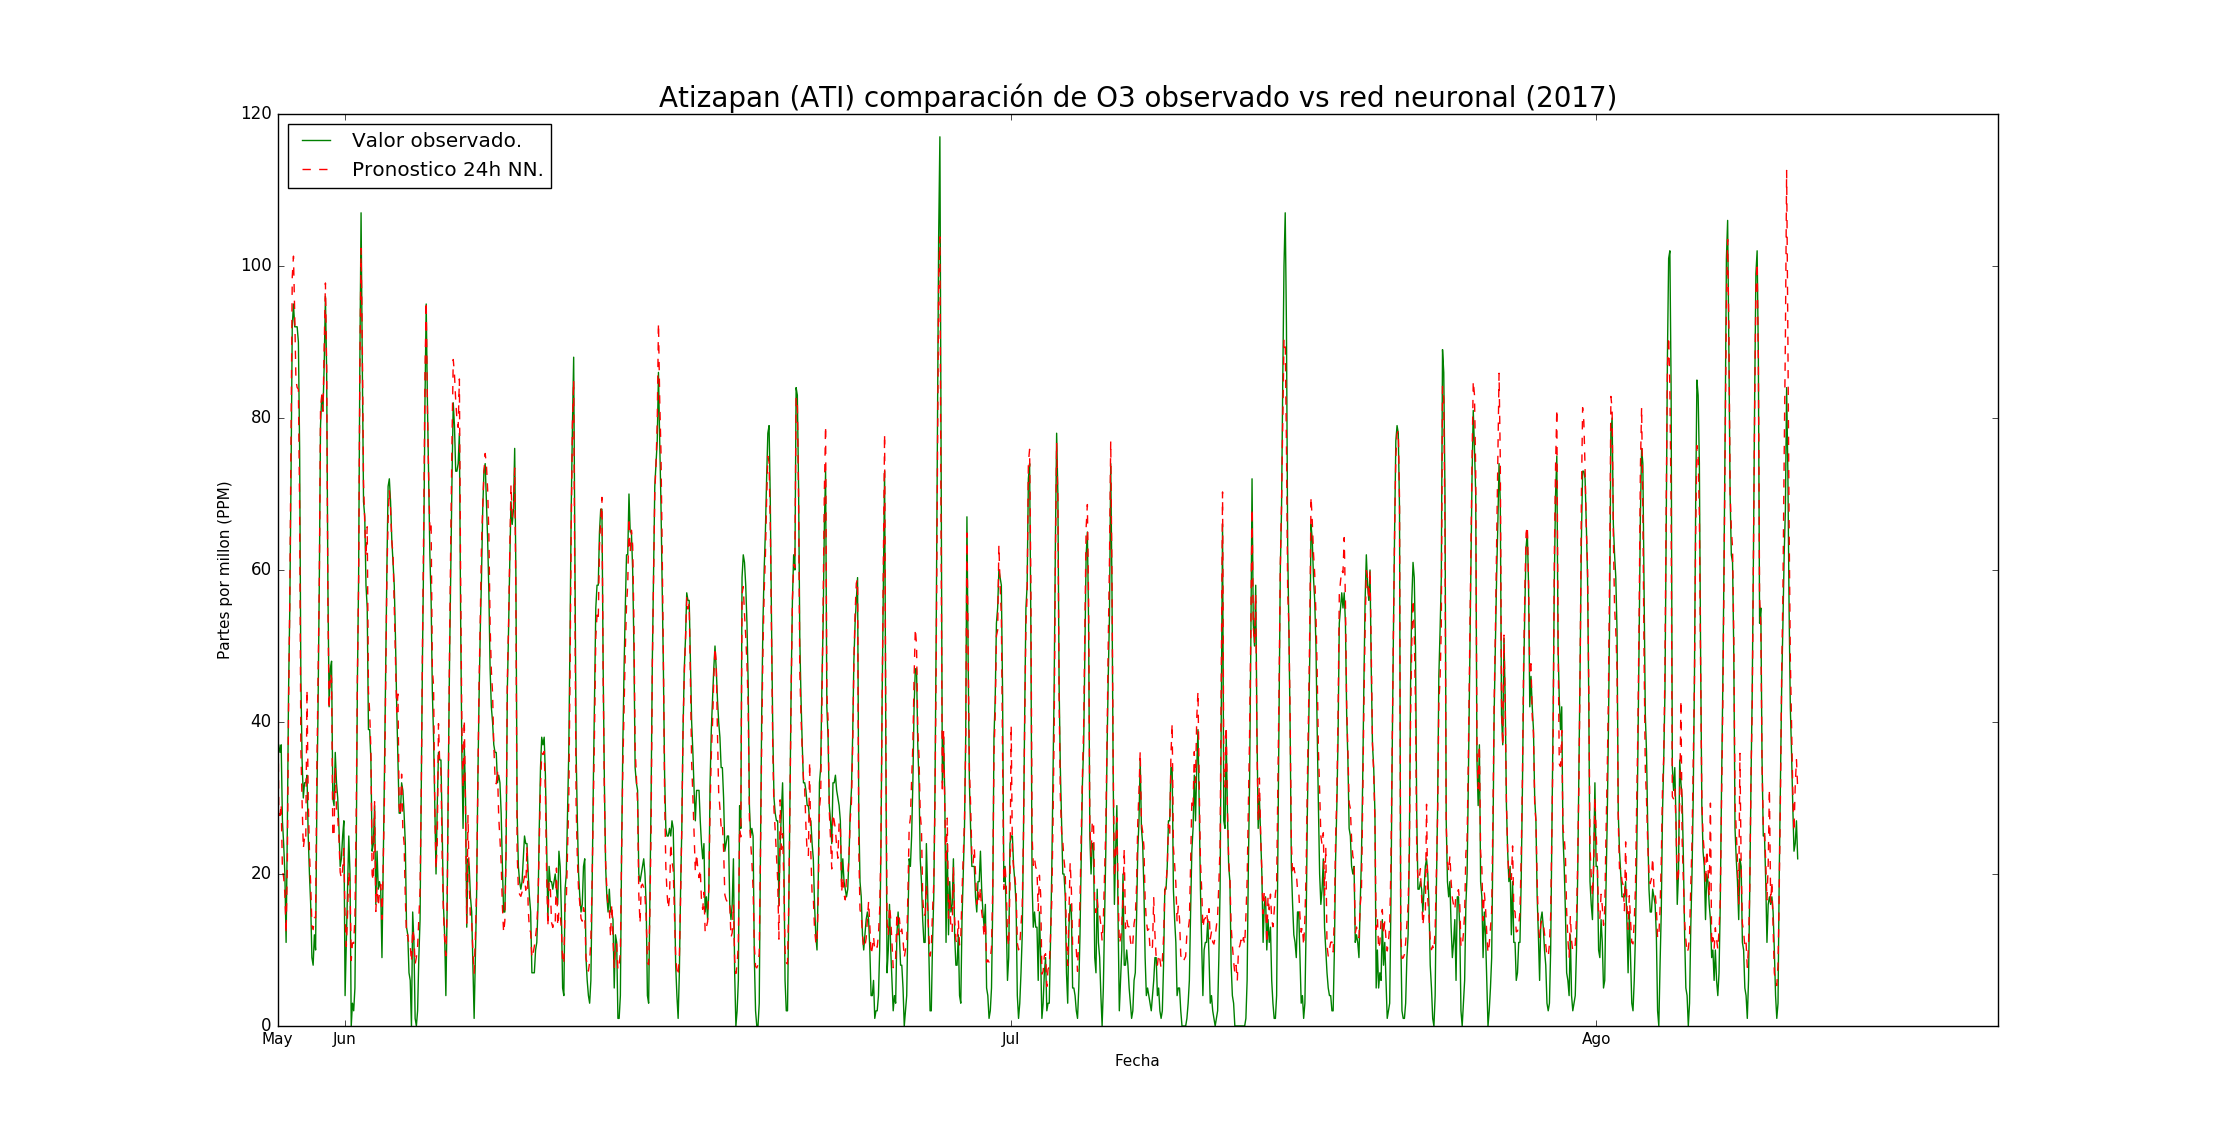 Atizapan (ATI) comparación de O3 observado vs red neuronal (2017)
Valor observado.
Pronostico 24h NN.
120
100
80
60
40
20
0
Partes por millon (PPM)
May
Jun
Jul
Ago
Fecha